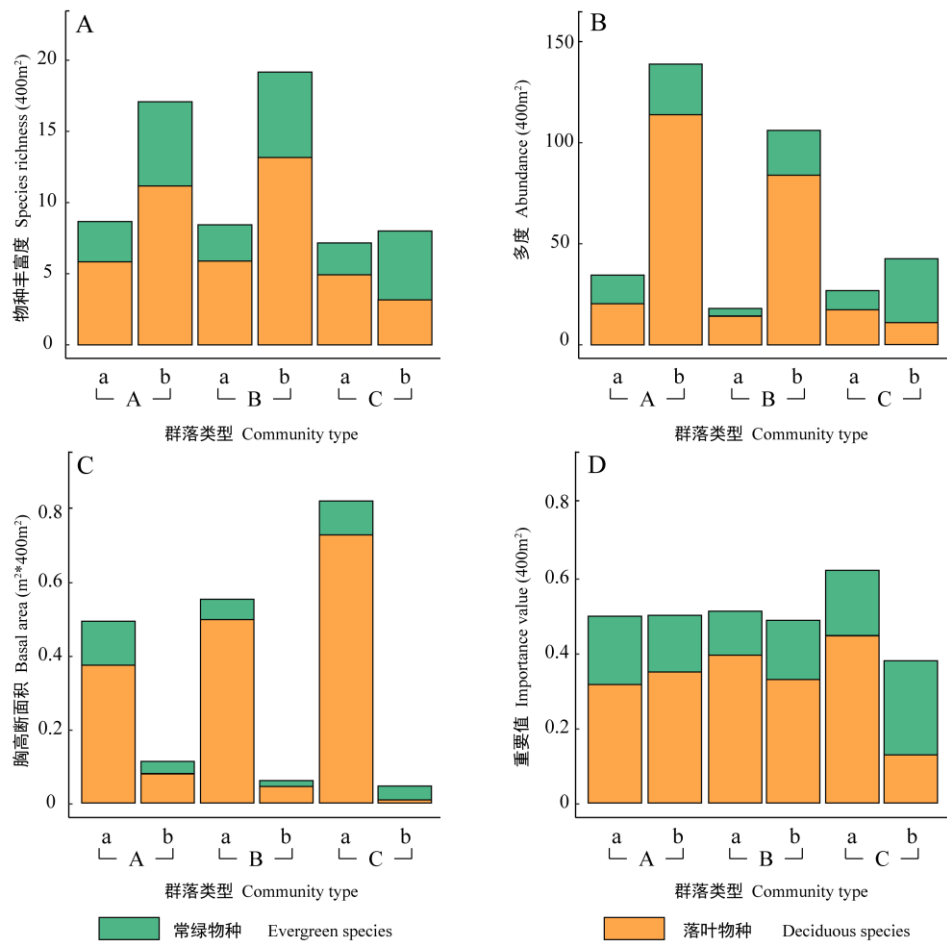 A
物种丰富度 Species richness (400m²)
20
15
10
5
0
a b a b a b
A B C
群落类型 Community type
B
多度 Abundance (400m²)
150
100
50
0
a b a b a b
A B C
群落类型 Community type
C
胸高断面积 Basal area (m²*400m²)
0.8
0.6
0.4
0.2
0
a b a b a b
A B C
群落类型 Community type
D
重要值 Importance value (400m²)
0.8
0.6
0.4
0.2
0
a b a b a b
A B C
群落类型 Community type
常绿物种 Evergreen species
落叶物种 Deciduous species